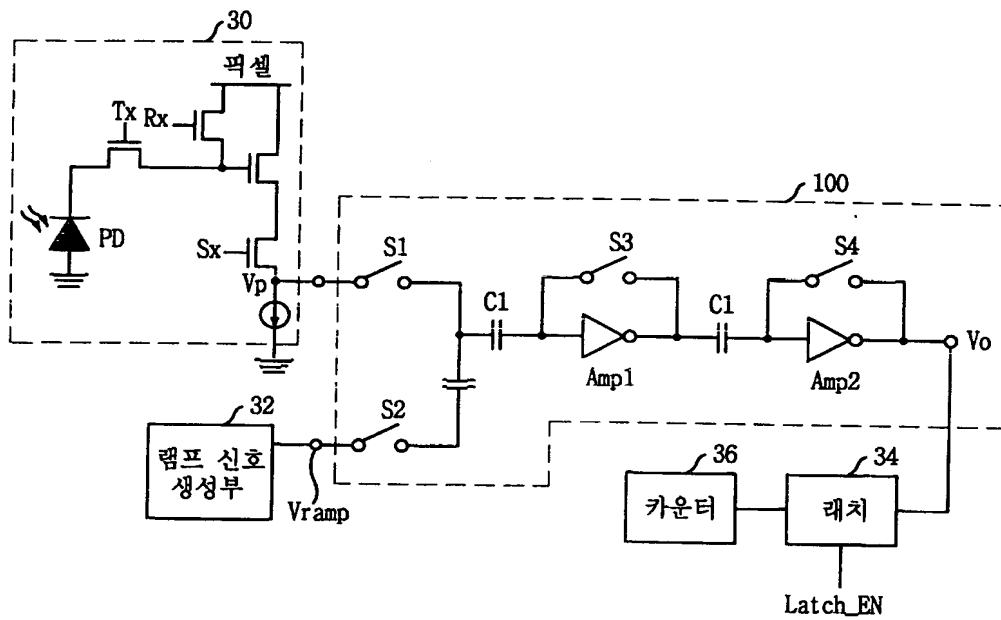 30
픽셀
Tx
Rx
PD
Sx
Vp
100
S1
S3
S4
C1
C1
Amp1
Amp2
Vo
S2
32
램프 신호
생성부
Vramp
36
카운터
34
래치
Latch_EN